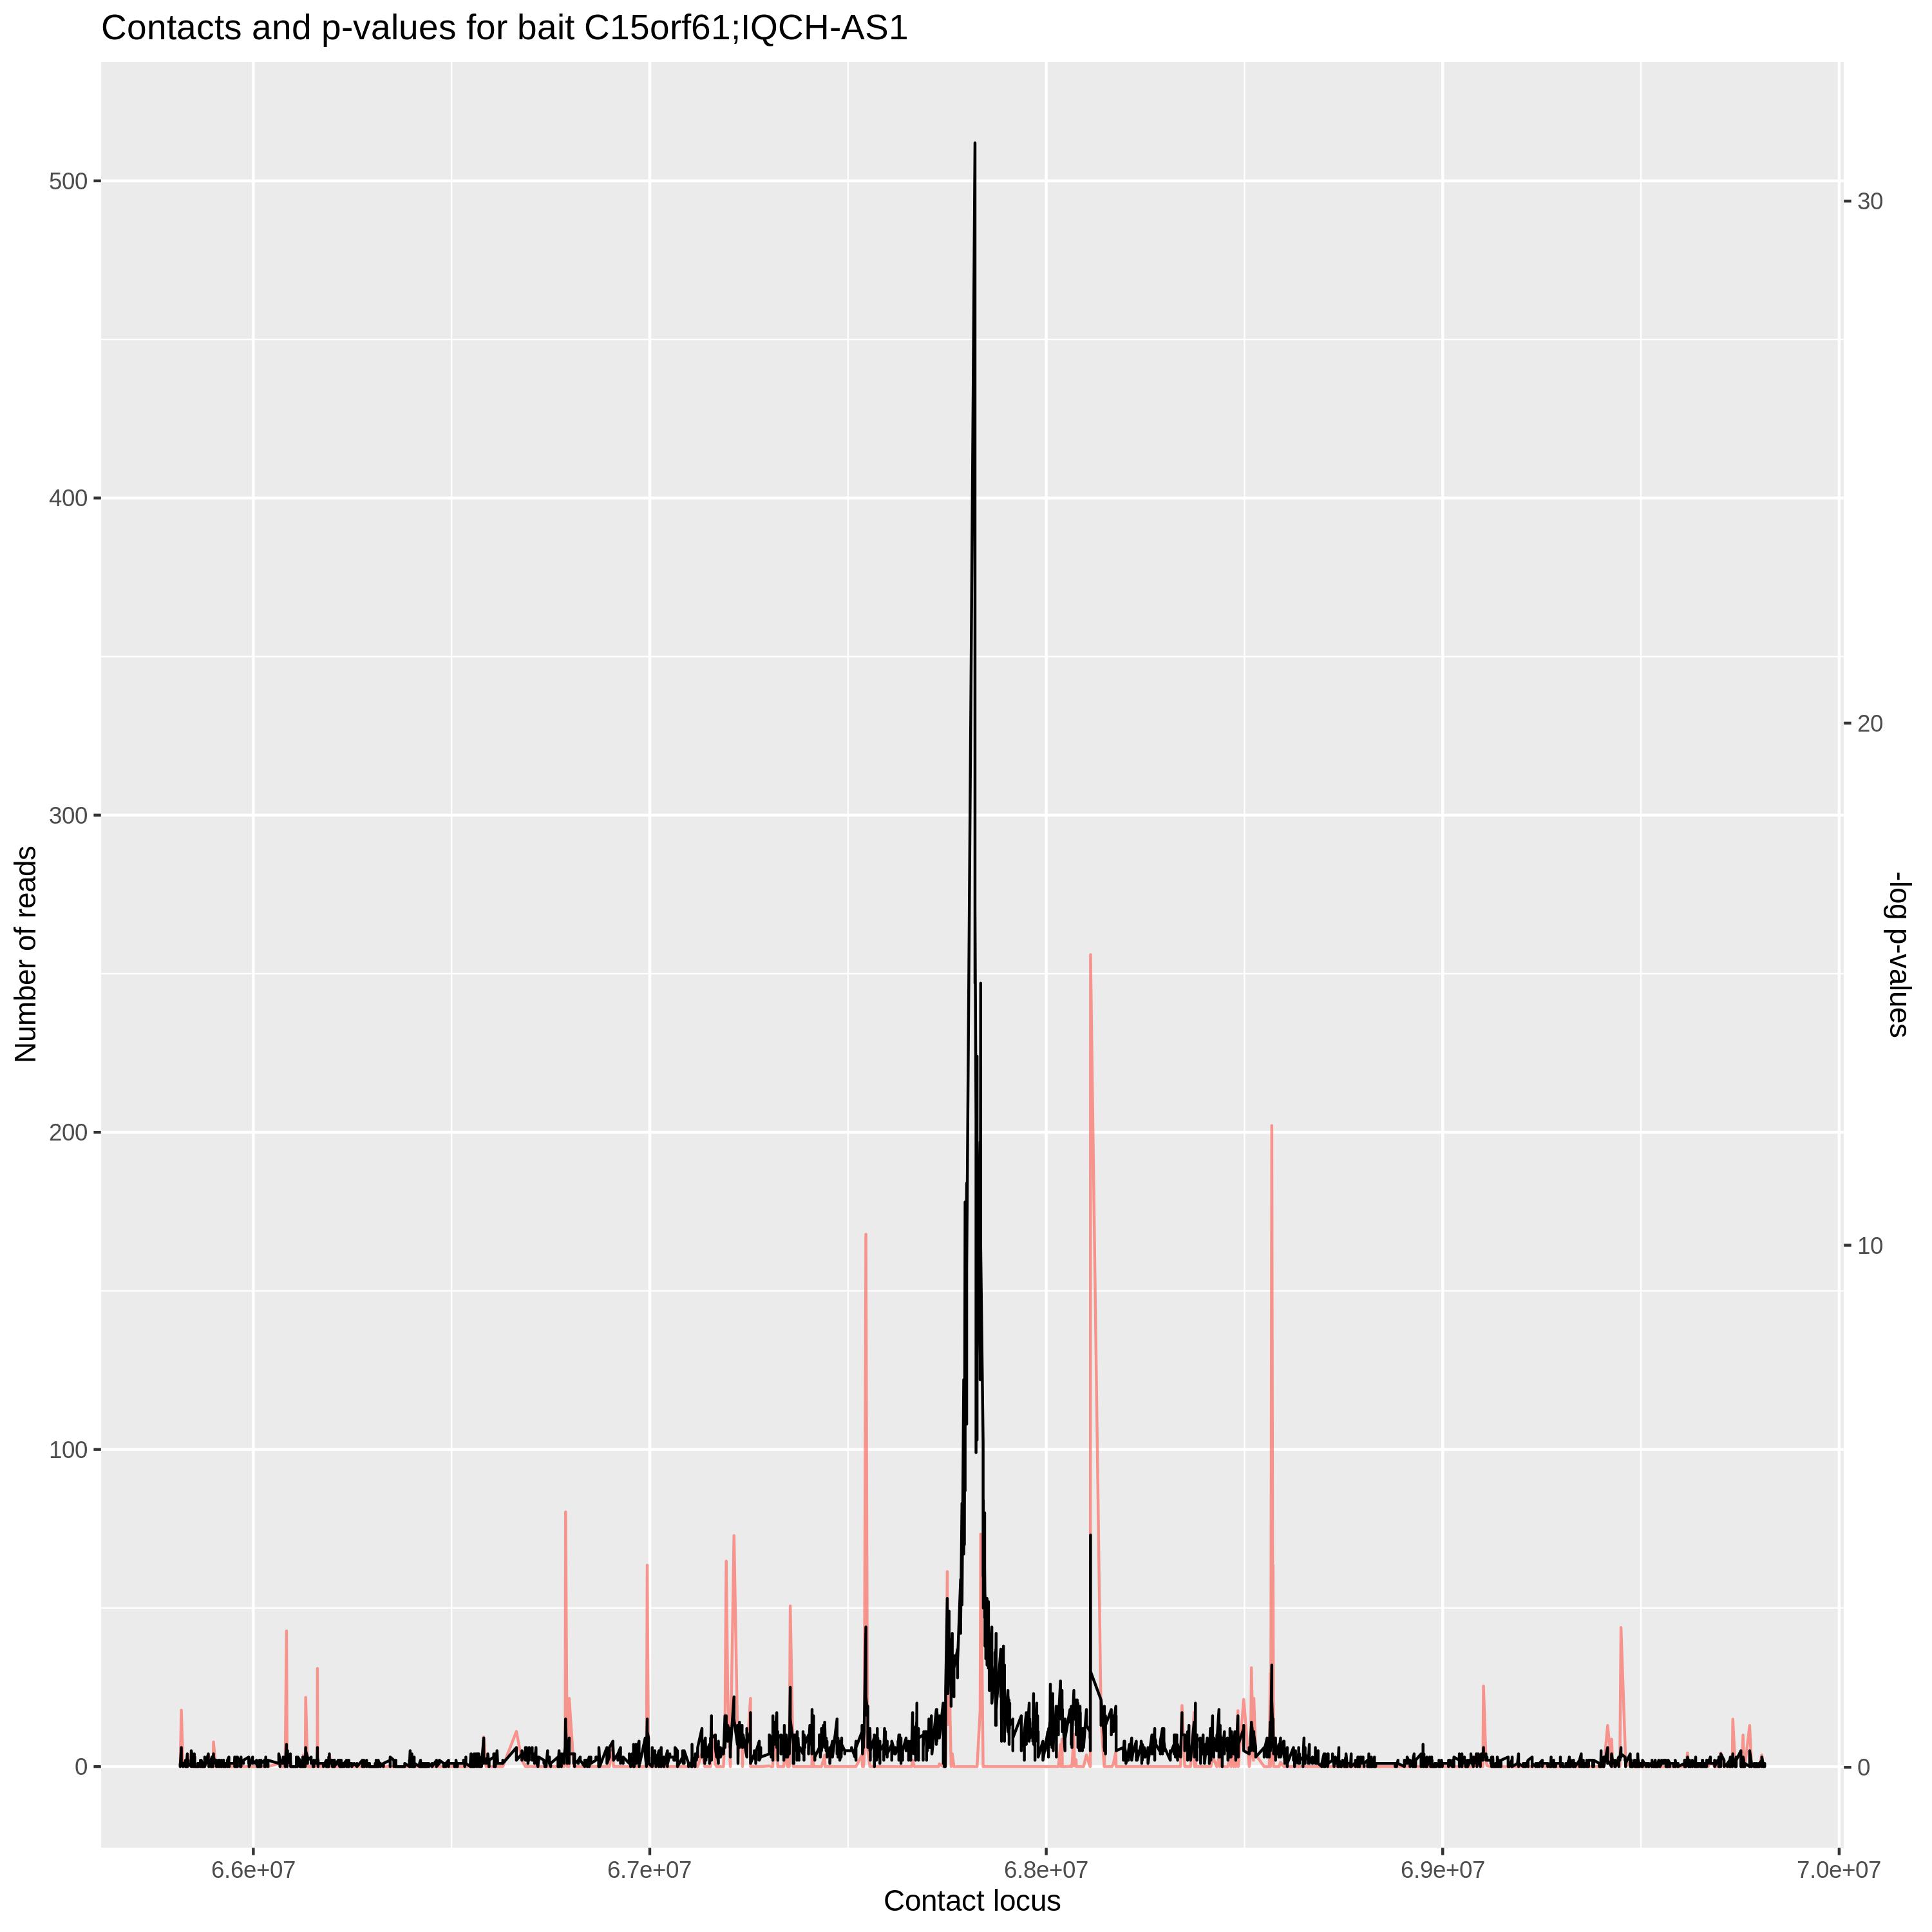 Contacts and p-values for bait C15orf61;IQCH-AS1
500
400
300
200
100
0
Number of reads
30
20
10
0
-log p-values
6.6e+07
6.7e+07
6.8e+07
6.9e+07
7.0e+07
Contact locus